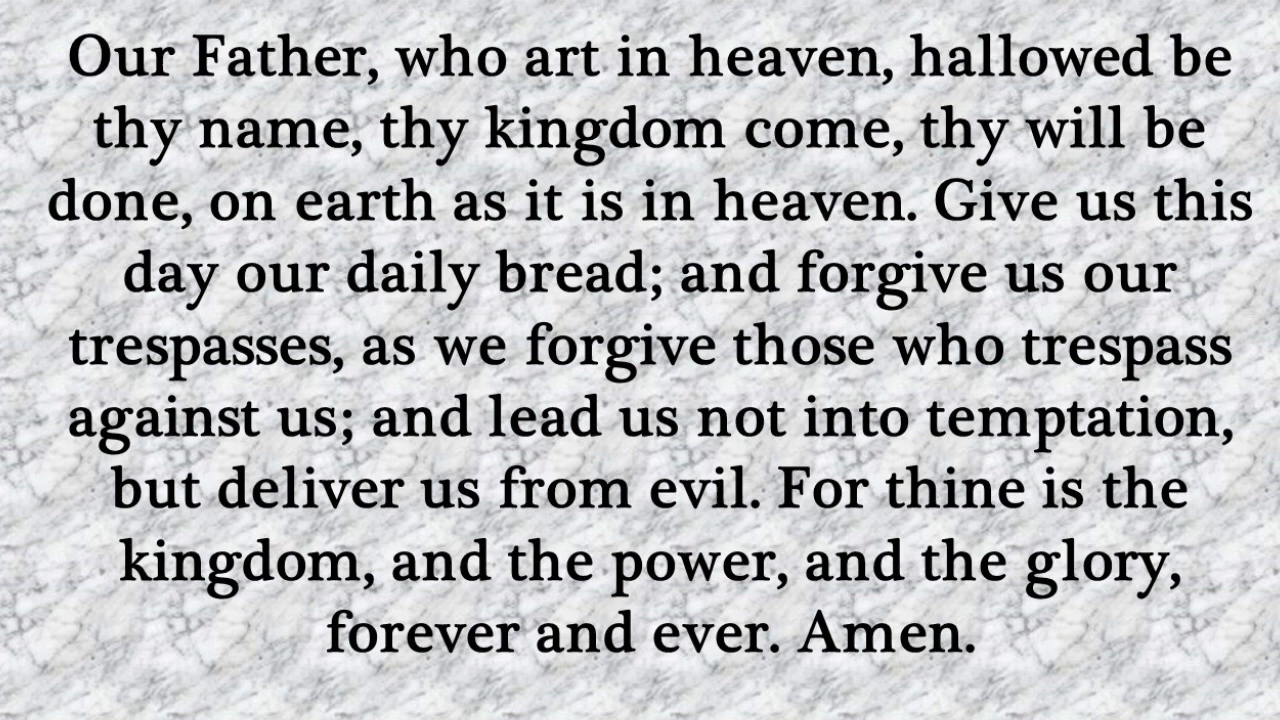 Our Father, who art in heaven, hallowed be
thy name, thy kingdom come, thy will be
done, on earth as it is in heaven. Give us this
day our daily bread; and forgive us our
trespasses, as we forgive those who trespass
against us; and lead us not into temptation,
but deliver us from evil. For thine is the
kingdom, and the power, and the glory,
forever and ever. Amen.